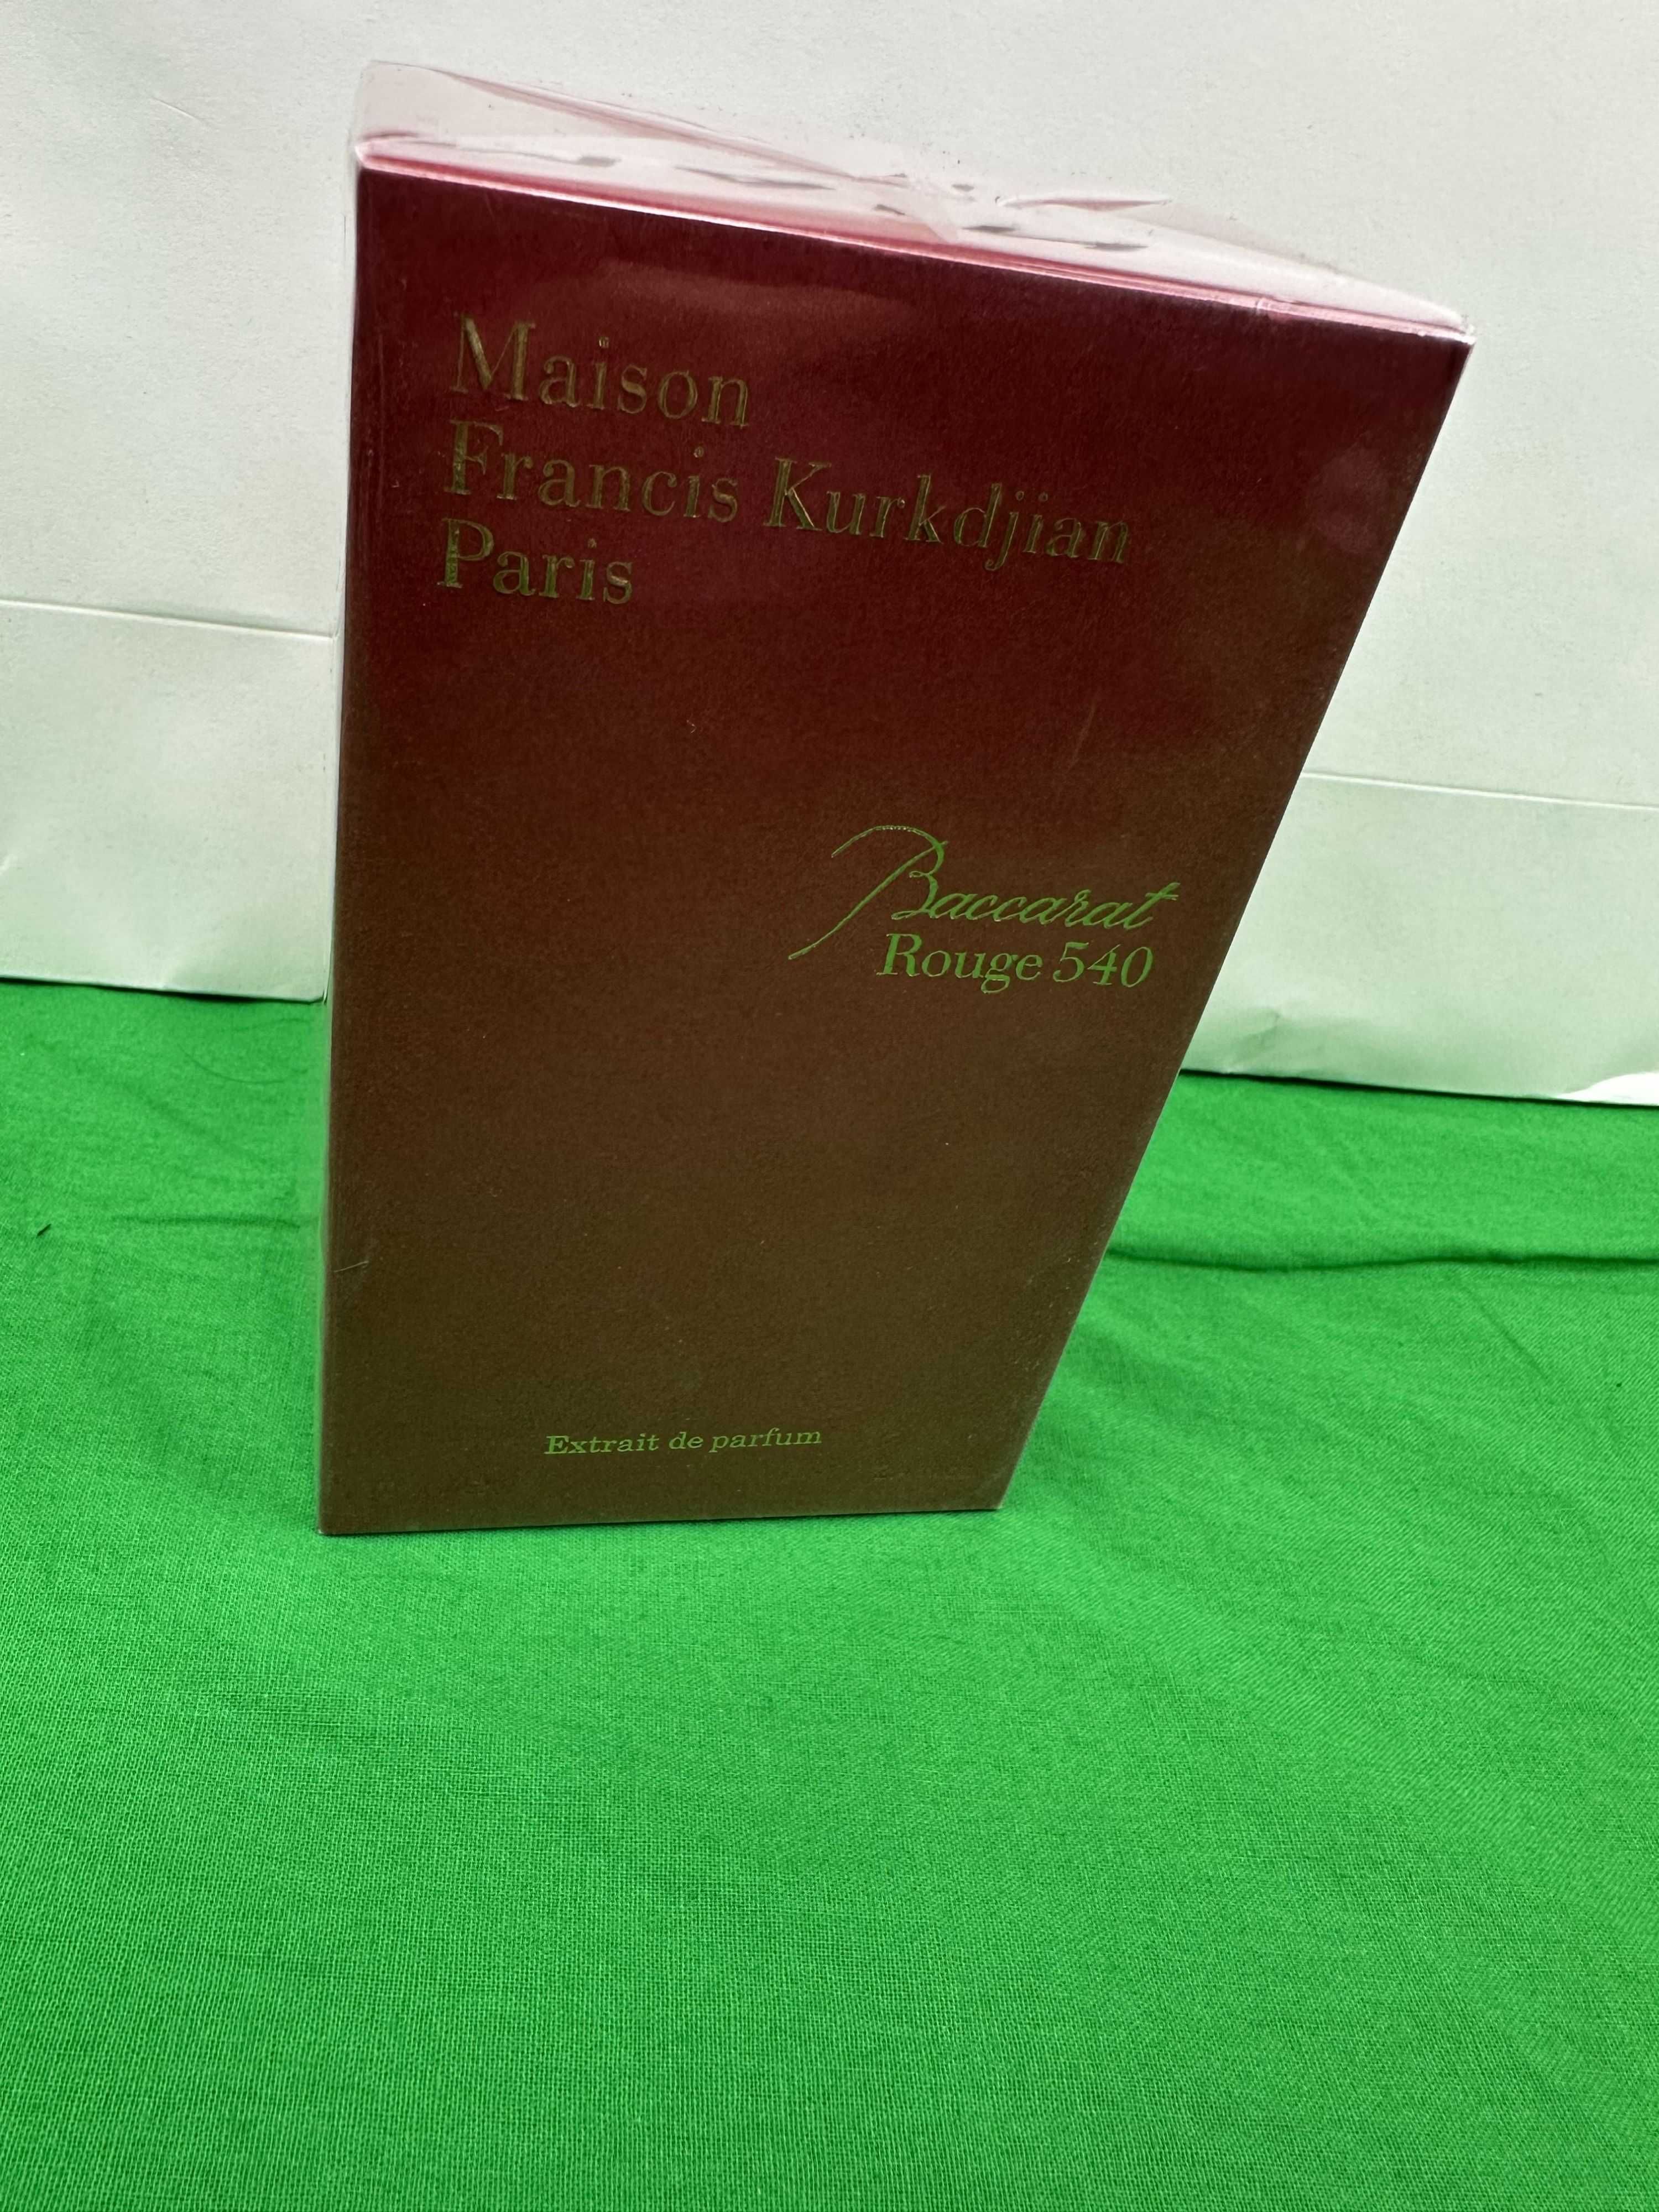 Maison
Francis Kurkdjian
Paris
Baccarat
Rouge 540
Extrait de parfum